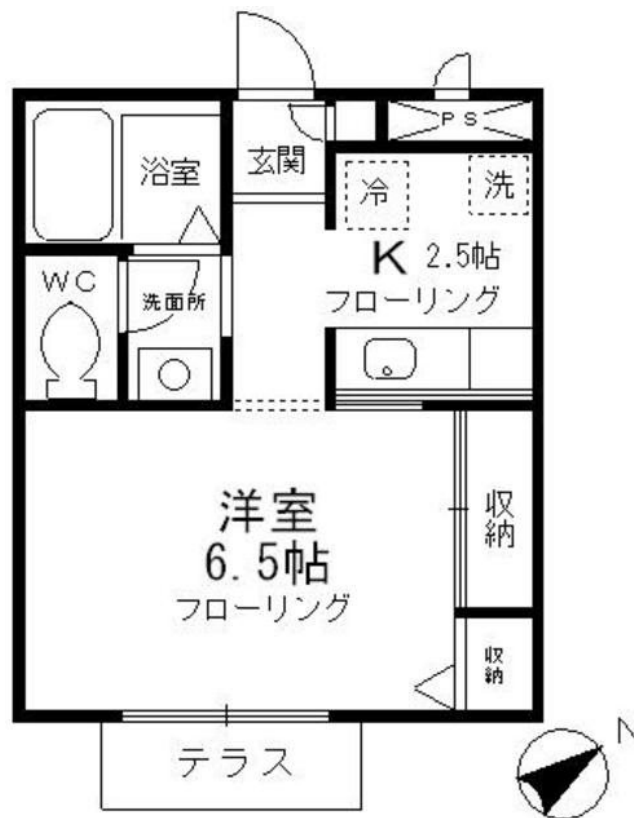 PS
浴室
玄関
冷
洗
K 2.5帖
フローリング
WC
洗面所
洋室
6.5帖
フローリング
収納
収納
テラス
N